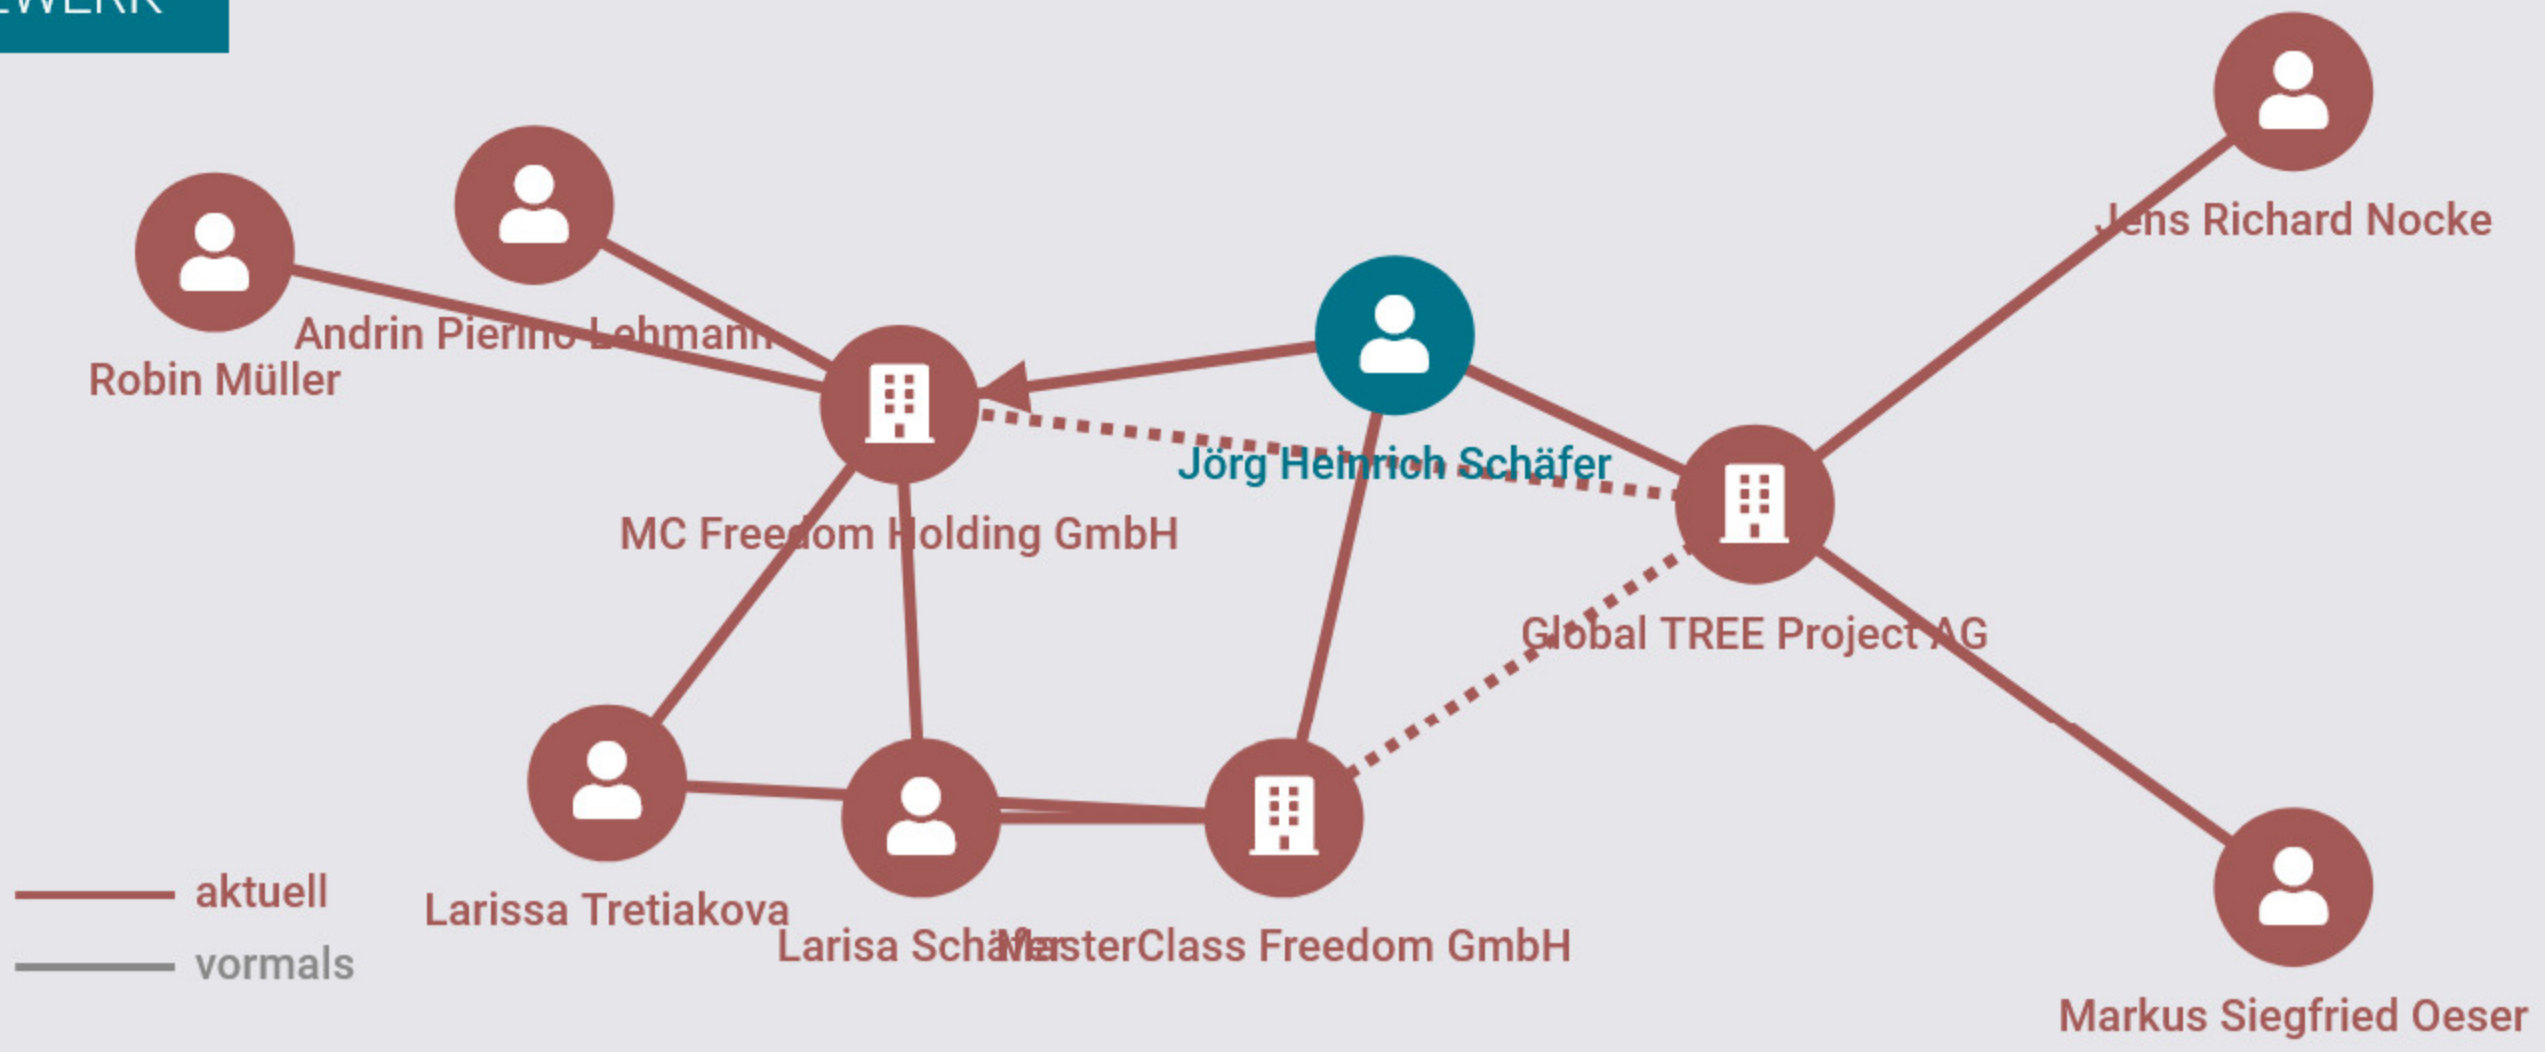 Jens Richard Nocke
Andrin Pierino Lehmann
Robin Müller
Jörg Heinrich Schäfer
MC Freedom Holding GmbH
Global TREE Project AG
aktuell
Larissa Tretiakova
Larisa Schäfer
MasterClass Freedom GmbH
vormals
Markus Siegfried Oeser